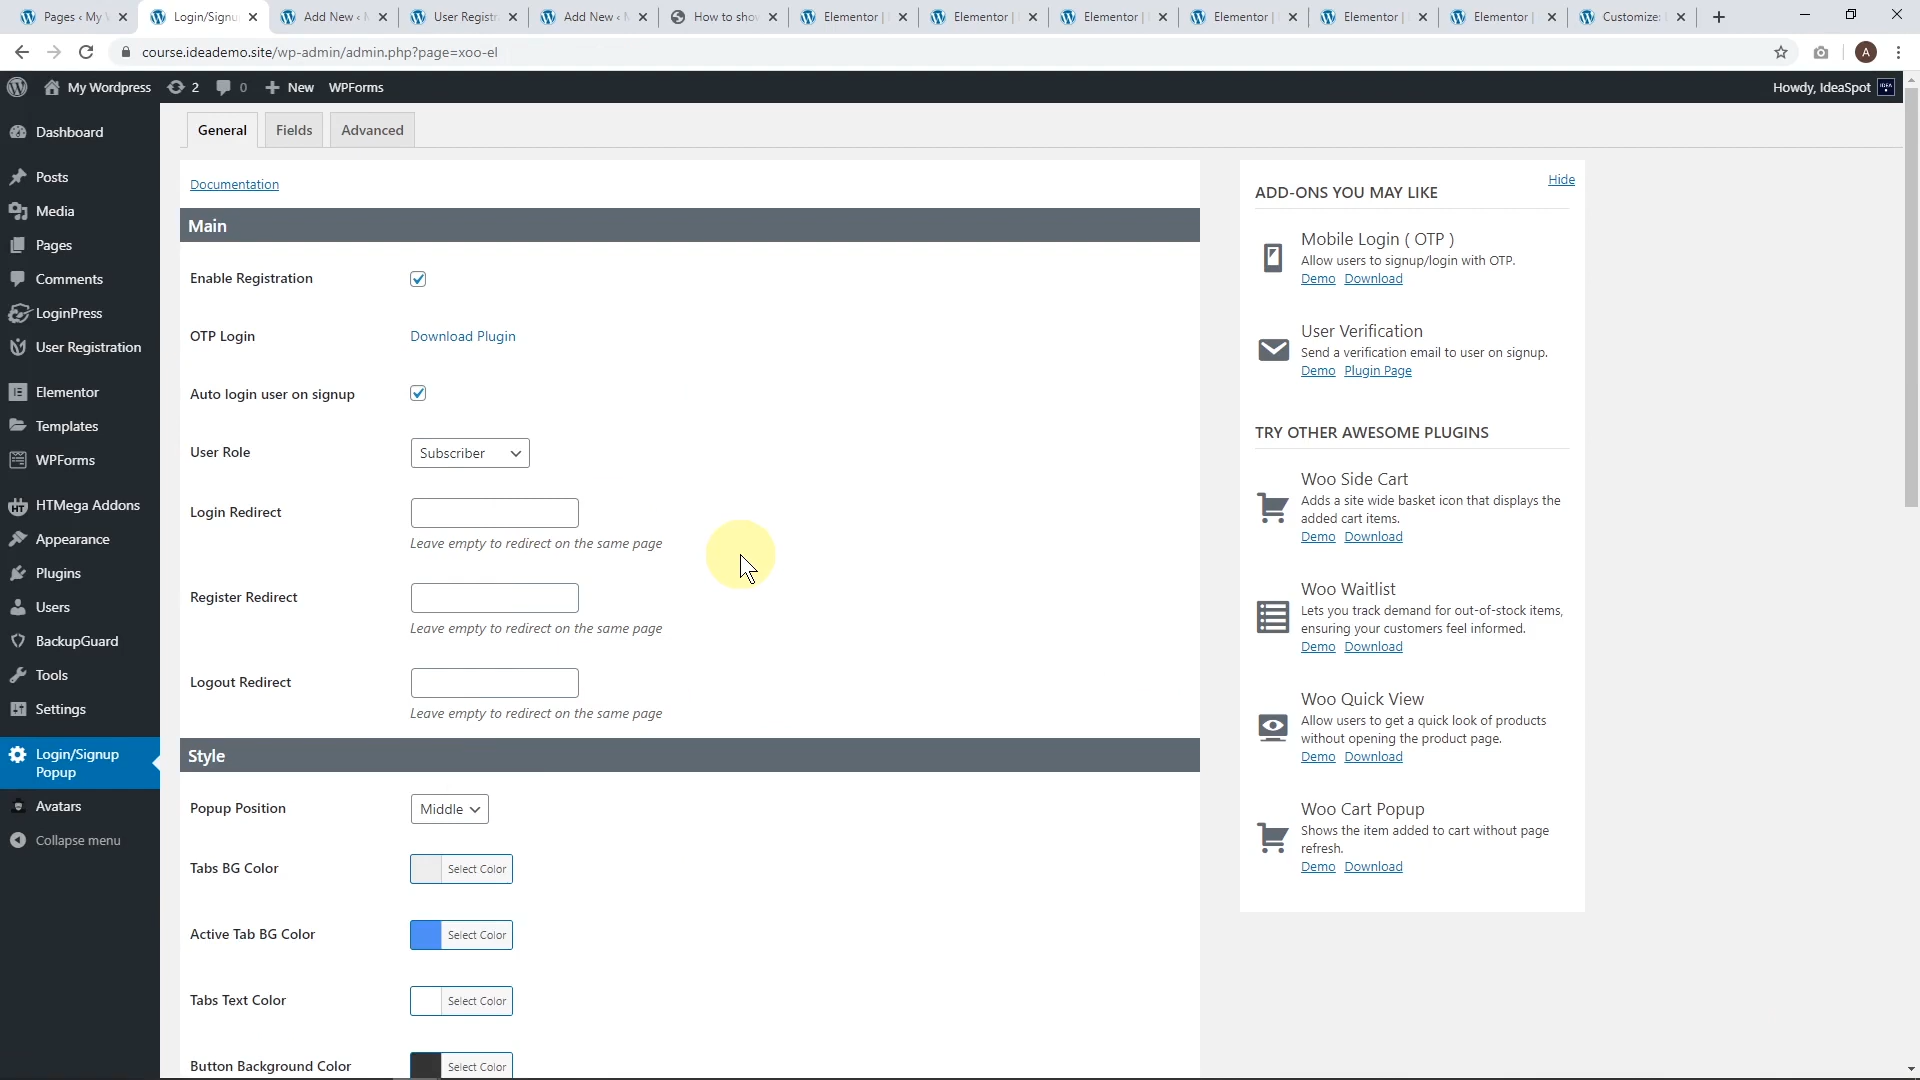 Pages ‹ My
Login/Signu
Add New ‹ 
User Registr
Add New ‹ 
How to sho
Elementor |
Elementor |
Elementor |
Elementor |
Elementor |
Elementor |
Customize:
course.ideademo.site/wp-admin/admin.php?page=xoo-el
A
My Wordpress
2
0
New
WPForms
Howdy, IdeaSpot
Dashboard
Posts
Media
Pages
Comments
LoginPress
User Registration
Elementor
Templates
WPForms
HTMega Addons
Appearance
Plugins
Users
BackupGuard
Tools
Settings
Login/Signup
Popup
Avatars
Collapse menu
General
Fields
Advanced
Documentation
Main
Enable Registration
OTP Login
Download Plugin
Auto login user on signup
User Role
Subscriber
Login Redirect
Leave empty to redirect on the same page
Register Redirect
Leave empty to redirect on the same page
Logout Redirect
Leave empty to redirect on the same page
Style
Popup Position
Middle
Tabs BG Color
Select Color
Active Tab BG Color
Select Color
Tabs Text Color
Select Color
Button Background Color
Select Color
Hide
ADD-ONS YOU MAY LIKE
Mobile Login ( OTP )
Allow users to signup/login with OTP.
Demo Download
User Verification
Send a verification email to user on signup.
Demo Plugin Page
TRY OTHER AWESOME PLUGINS
Woo Side Cart
Adds a site wide basket icon that displays the
added cart items.
Demo Download
Woo Waitlist
Lets you track demand for out-of-stock items,
ensuring your customers feel informed.
Demo Download
Woo Quick View
Allow users to get a quick look of products
without opening the product page.
Demo Download
Woo Cart Popup
Shows the item added to cart without page
refresh.
Demo Download